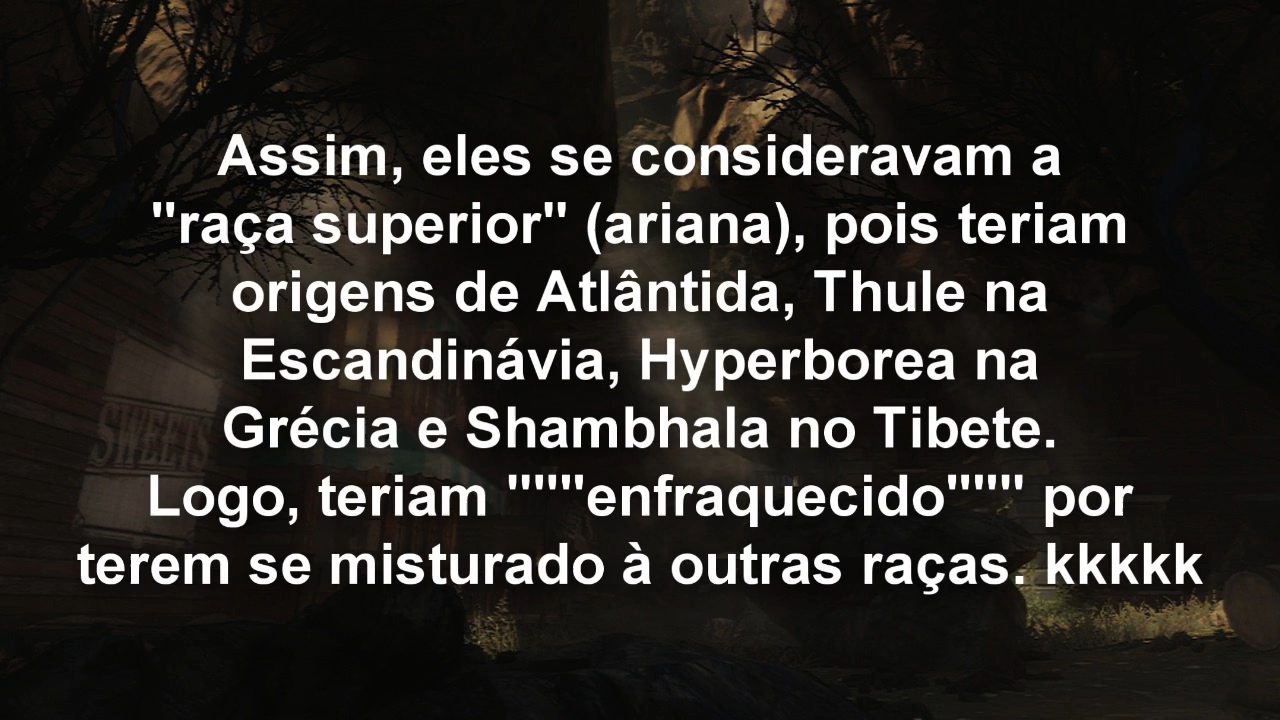 Assim, eles se consideravam a
"raça superior" (ariana), pois teriam
origens de Atlântida, Thule na
Escandinávia, Hyperborea na
Grécia e Shambhala no Tibete.
Logo, teriam """enfraquecido""" por
terem se misturado à outras raças. kkkkk
SWEETS